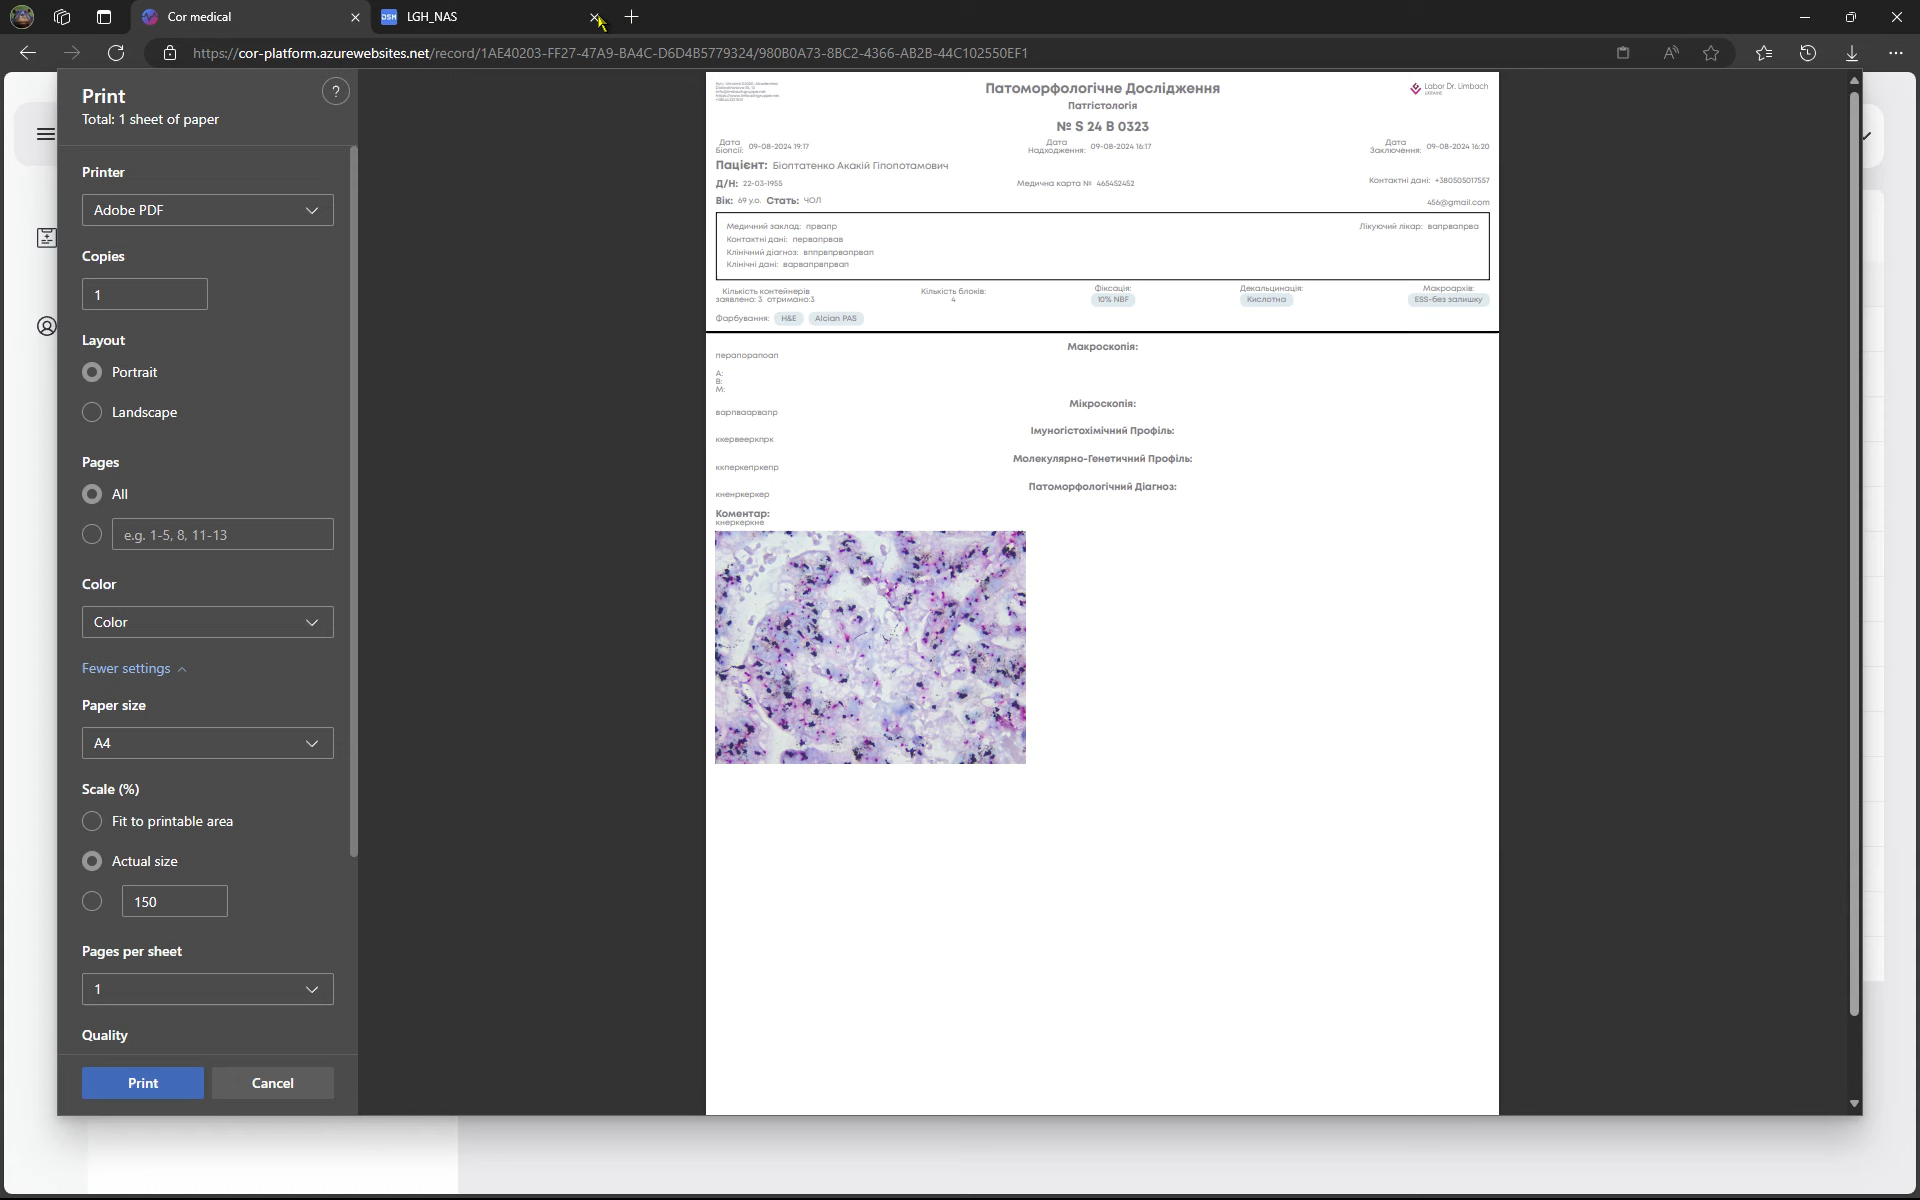 Cor medical
LGH_NAS
https://cor-platform.azurewebsites.net/record/1AE40203-FF27-47A9-BA4C-D6D4B5779324/980B0A73-8BC2-4366-AB2B-44C102550EF1
Print
Total: 1 sheet of paper
?
Printer
Adobe PDF
Copies
1
Layout
Portrait
Landscape
Pages
All
e.g. 1-5, 8, 11-13
Color
Color
Fewer settings
Paper size
A4
Scale (%)
Fit to printable area
Actual size
150
Pages per sheet
1
Quality
Print
Cancel
Патоморфологічне Дослідження
Labor Dr. Limbach
UKRAINE
Патгістологія
№ S 24 B 0323
Дата Біопсії: 09-08-2024 19:17
Дата Надходження: 09-08-2024 16:17
Дата Заключення: 09-08-2024 16:20
Пацієнт: Біоптатенко Акакій Гіпопотамович
Д/Н: 22-03-1955
Медична карта № 465452452
Контактні дані: +380505017557
Вік: 69 y.o. Стать: ЧОЛ
456@gmail.com
Медичний заклад: првапр
Лікуючий лікар: вапрвапрва
Контактні дані: перваправв
Клінічний діагноз: вппрвпрвапрвап
Клінічні дані: варвапрвпрвап
Кількість контейнерів
заявлено: 3 отримано:3
Кількість блоків:
4
Фіксація:
10% NBF
Декальцинація:
Кислотна
Макроархів:
ESS-без залишку
Фарбування: H&E Alcian PAS
Макроскопія:
перапорапоап
A:
B:
M:
Мікроскопія:
варпваарвапр
Імуногістохімічний Профіль:
ккервееркпрк
Молекулярно-Генетичний Профіль:
ккперкепркепр
Патоморфологічний Діагноз:
кненркеркер
Коментар:
кнеркеркне